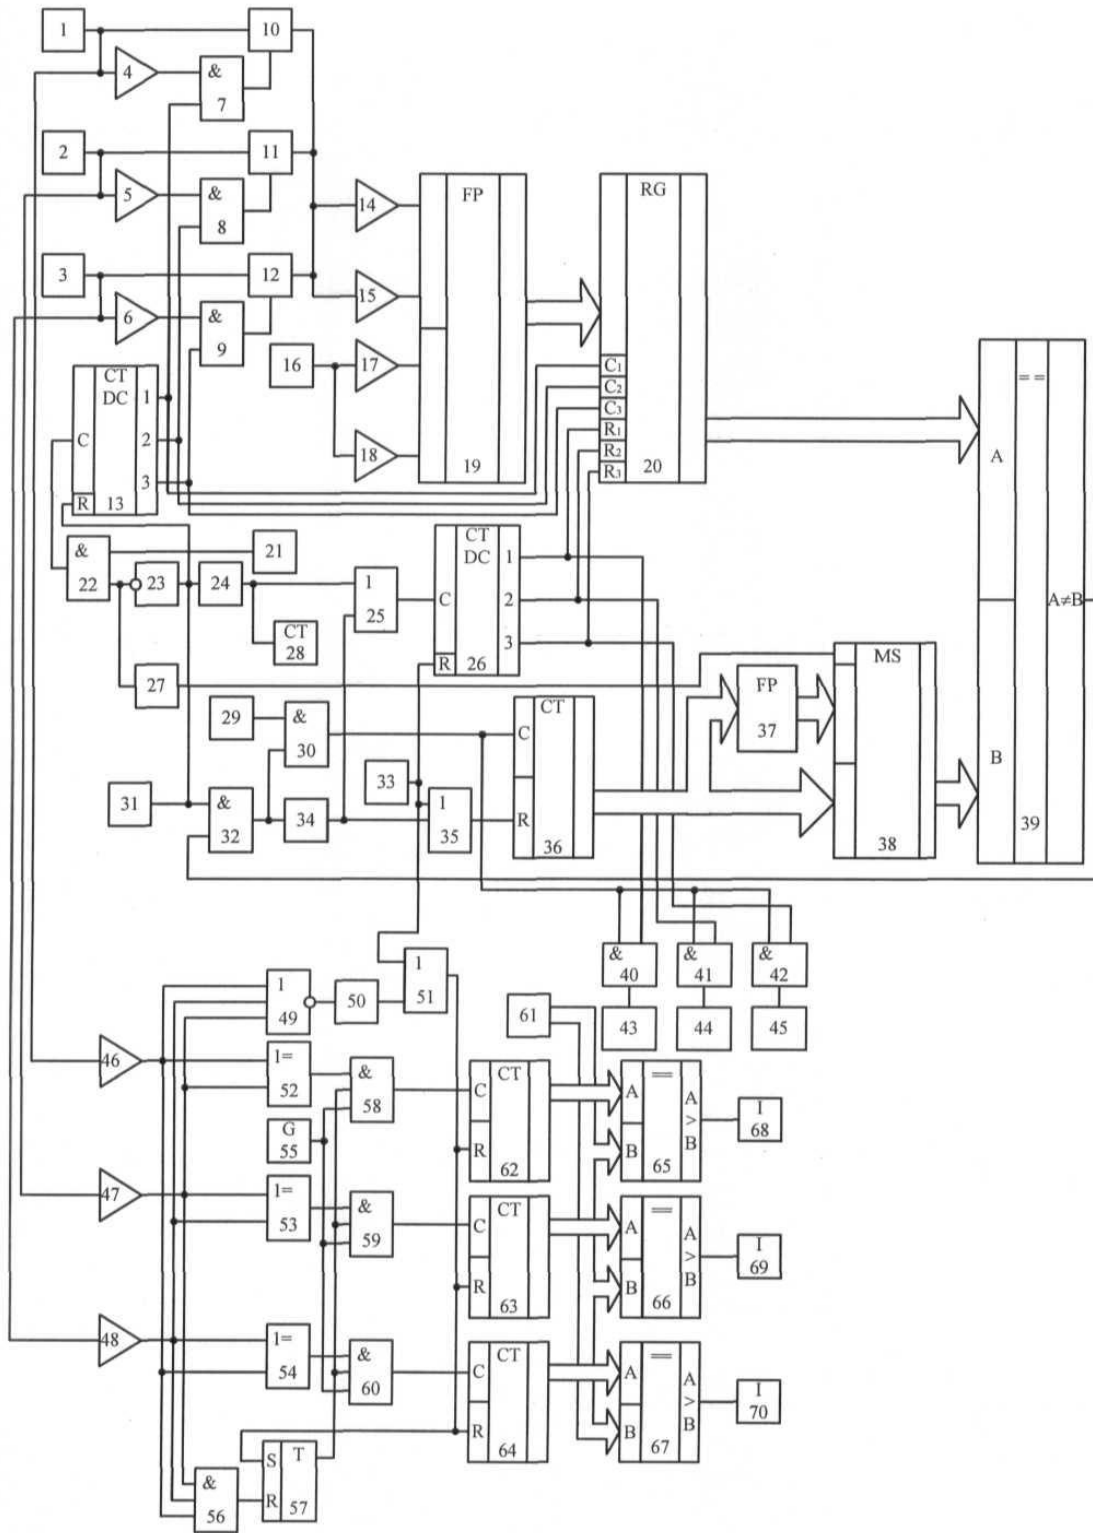 1
10
4
&
7
2
11
5
&
8
3
12
6
&
9
14
15
16
17
18
FP
19
RG
C₁
C₂
C₃
R₁
R₂
R₃
20
CT
DC
C
R
1
2
3
13
21
&
22
23
24
1
25
CT
28
27
CT
DC
C
R
1
2
3
26
29
&
30
31
&
32
33
34
1
35
CT
C
R
36
FP
37
MS
38
= =
A
B
A≠B
39
&
40
&
41
&
42
43
44
45
46
47
48
1
49
50
1
51
1=
52
1=
53
1=
54
G
55
&
56
S
R
T
57
&
58
&
59
&
60
61
C
R
CT
62
C
R
CT
63
C
R
CT
64
A
B
==
A
>
B
65
A
B
==
A
>
B
66
A
B
==
A
>
B
67
I
68
I
69
I
70